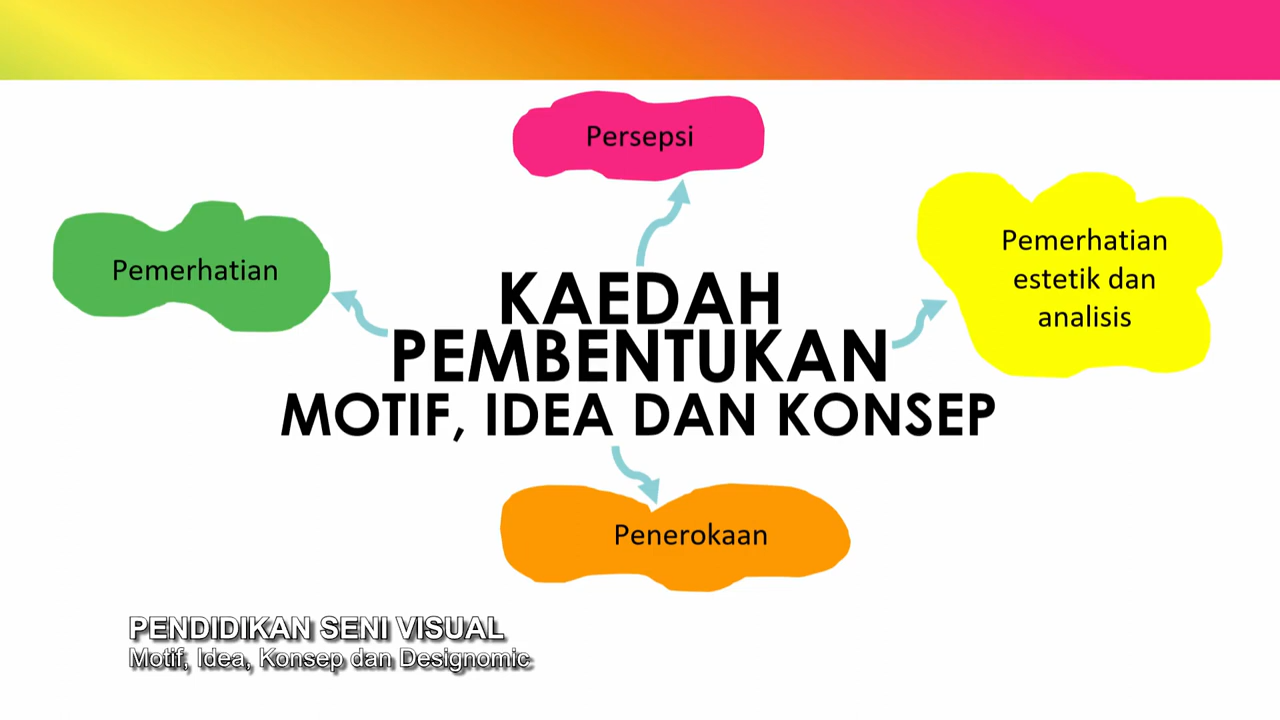 Persepsi
Pemerhatian
Pemerhatian
estetik dan
analisis
KAEDAH
PEMBENTUKAN
MOTIF, IDEA DAN KONSEP
Penerokaan
PENDIDIKAN SENI VISUAL
Motif, Idea, Konsep dan Designomic